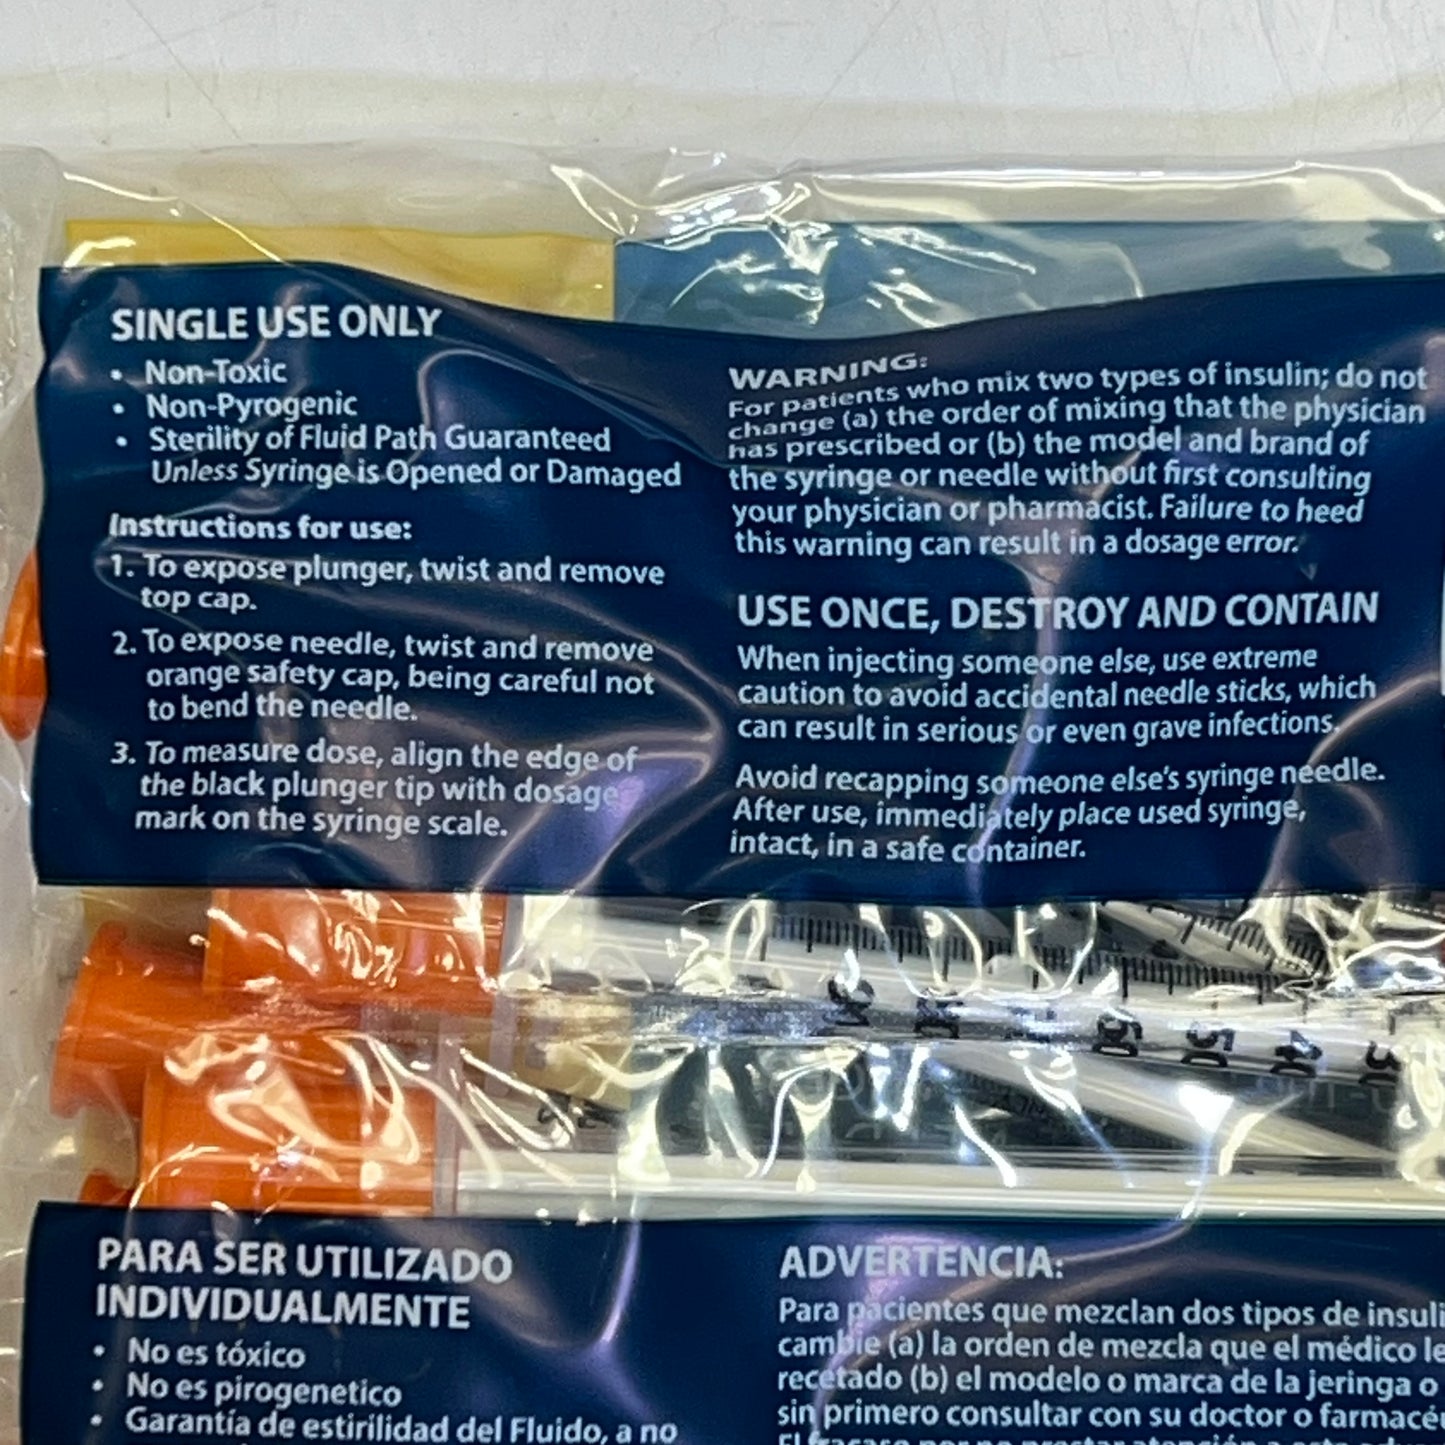 SINGLE USE ONLY
• Non-Toxic
• Non-Pyrogenic
• Sterility of Fluid Path Guaranteed
Unless Syringe is Opened or Damaged
Instructions for use:
1. To expose plunger, twist and remove
top cap.
2. To expose needle, twist and remove
orange safety cap, being careful not
to bend the needle.
3. To measure dose, align the edge of
the black plunger tip with dosage
mark on the syringe scale.
WARNING:
For patients who mix two types of insulin; do not
change (a) the order of mixing that the physician
has prescribed or (b) the model and brand of
the syringe or needle without first consulting
your physician or pharmacist. Failure to heed
this warning can result in a dosage error.
USE ONCE, DESTROY AND CONTAIN
When injecting someone else, use extreme
caution to avoid accidental needle sticks, which
can result in serious or even grave infections.
Avoid recapping someone else's syringe needle.
After use, immediately place used syringe,
intact, in a safe container.
50 40 30
PARA SER UTILIZADO
INDIVIDUALMENTE
• No es tóxico
• No es pirogenetico
• Garantía de estirilidad del Fluido, a no
ADVERTENCIA:
Para pacientes que mezclan dos tipos de insuli
cambie (a) la orden de mezcla que el médico le
recetado (b) el modelo o marca de la jeringa o
sin primero consultar con su doctor o farmacéu